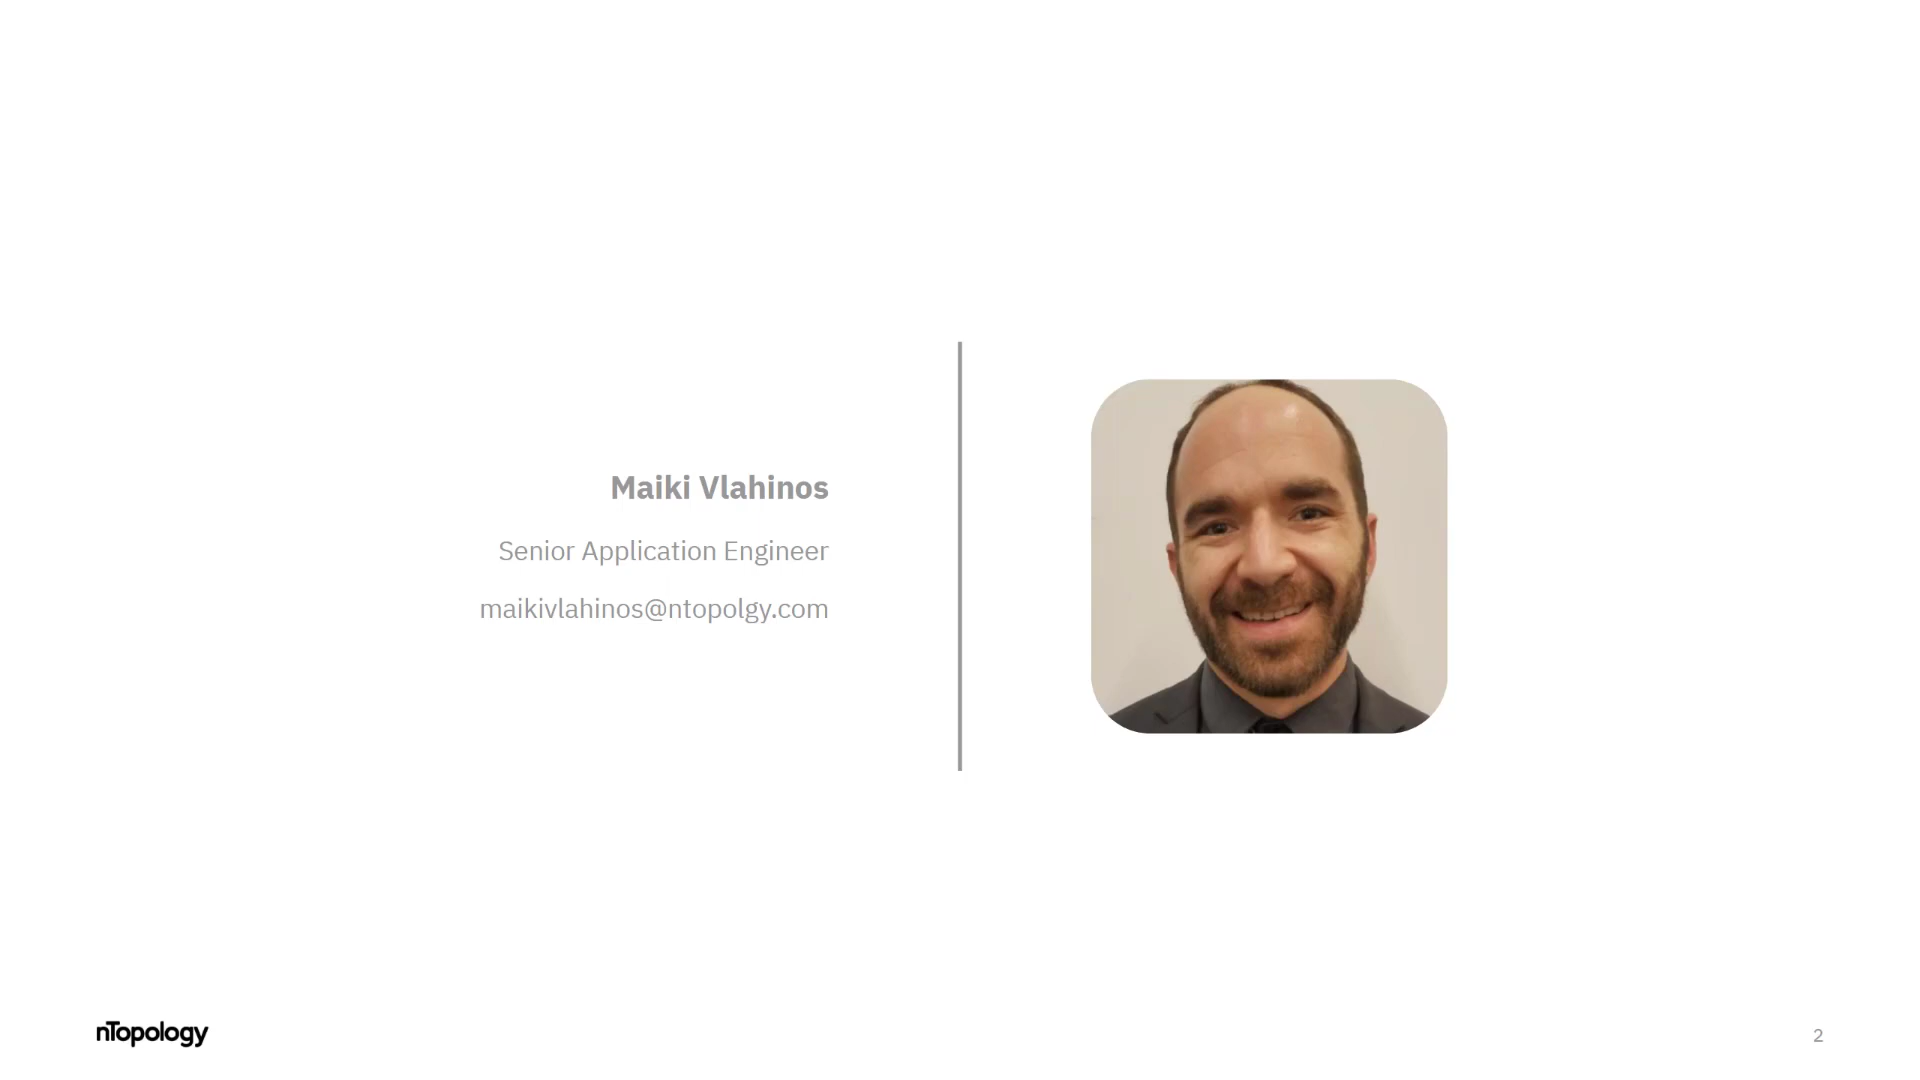 Maiki Vlahinos
Senior Application Engineer
maikivlahinos@ntopolgy.com
nTopology
2